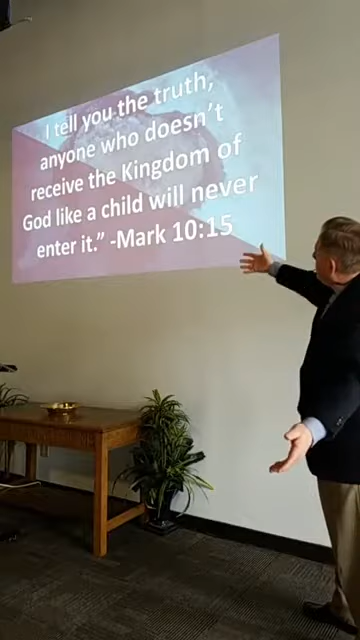 I tell you the truth,
anyone who doesn't
receive the Kingdom of
God like a child will never
enter it.” -Mark 10:15